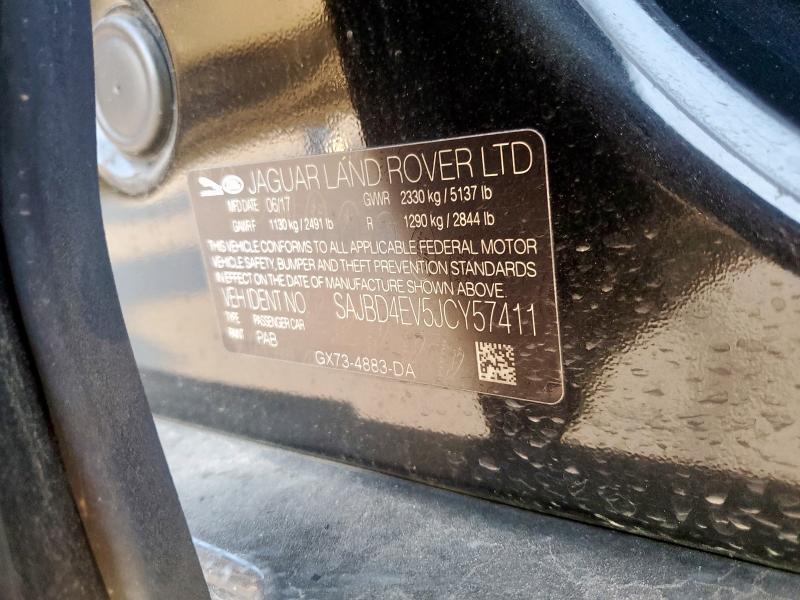 JAGUAR LAND ROVER LTD
MFD DATE 06/17 GVWR 2330 kg / 5137 lb
GAWR F 1130 kg / 2491 lb R 1290 kg / 2844 lb
THIS VEHICLE CONFORMS TO ALL APPLICABLE FEDERAL MOTOR
VEHICLE SAFETY, BUMPER AND THEFT PREVENTION STANDARDS
IN EFFECT ON THE DATE OF MANUFACTURE SHOWN ABOVE.
VEH IDENT NO. SAJBD4EV5JCY57411
TYPE PASSENGER CAR
PAINT PAB
GX73-4883-DA